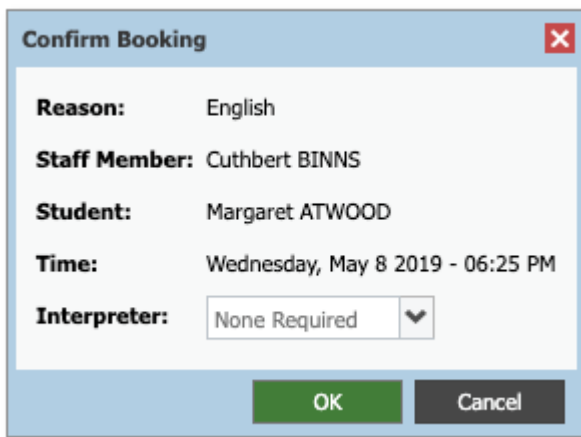 Confirm Booking
Reason: English
Staff Member: Cuthbert BINNS
Student: Margaret ATWOOD
Time: Wednesday, May 8 2019 - 06:25 PM
Interpreter: None Required
OK Cancel